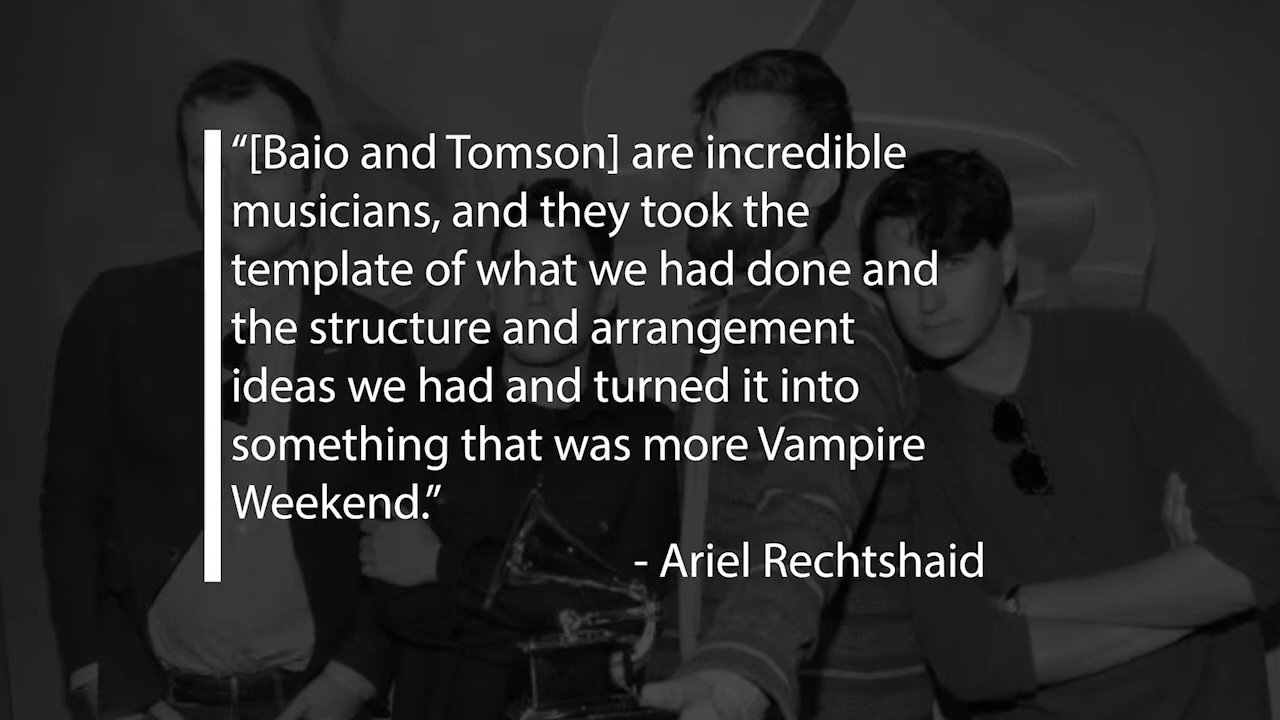 “[Baio and Tomson] are incredible
musicians, and they took the
template of what we had done and
the structure and arrangement
ideas we had and turned it into
something that was more Vampire
Weekend.”
- Ariel Rechtshaid